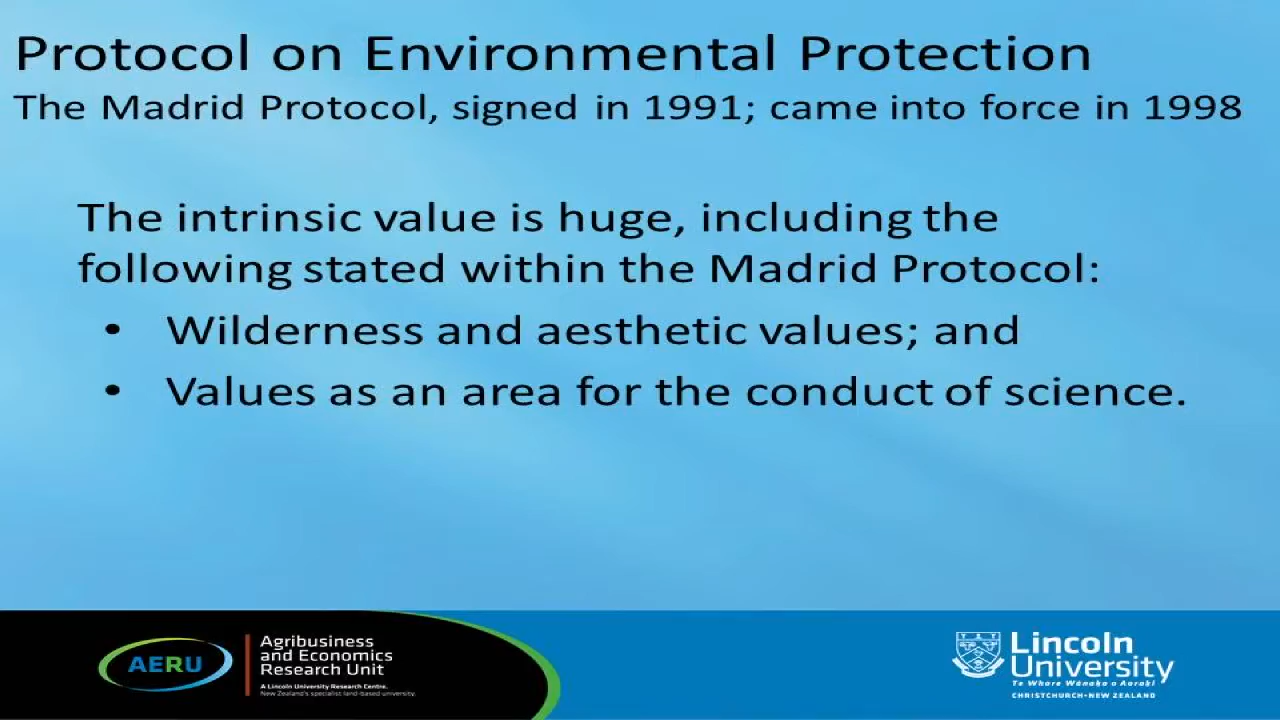 Protocol on Environmental Protection
The Madrid Protocol, signed in 1991; came into force in 1998
The intrinsic value is huge, including the
following stated within the Madrid Protocol:
• Wilderness and aesthetic values; and
• Values as an area for the conduct of science.
AERU
Agribusiness
and Economics
Research Unit
A Lincoln University Research Centre.
New Zealand's specialist land-based university.
Lincoln
University
Te Whare Wānaka o Aoraki
CHRISTCHURCH•NEW ZEALAND